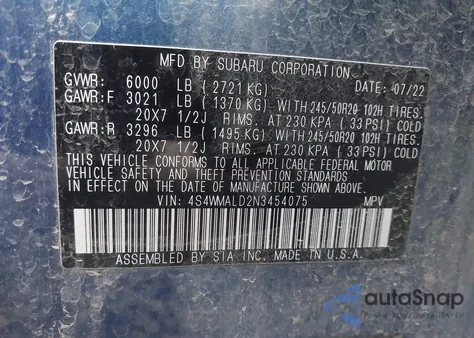 MFD BY SUBARU CORPORATION
GVWR: 6000 LB (2721 KG) DATE: 07/22
GAWR:F 3021 LB (1370 KG) WITH 245/50R20 102H TIRES.
20X7 1/2J RIMS. AT 230 KPA (33 PSI) COLD
GAWR:R 3296 LB (1495 KG) WITH 245/50R20 102H TIRES.
20X7 1/2J RIMS. AT 230 KPA (33 PSI) COLD
THIS VEHICLE CONFORMS TO ALL APPLICABLE FEDERAL MOTOR
VEHICLE SAFETY AND THEFT PREVENTION STANDARDS
IN EFFECT ON THE DATE OF MANUFACTURE SHOWN ABOVE.
VIN: 4S4WMALD2N3454075 MPV
ASSEMBLED BY SIA INC. MADE IN U.S.A.
autoSnap